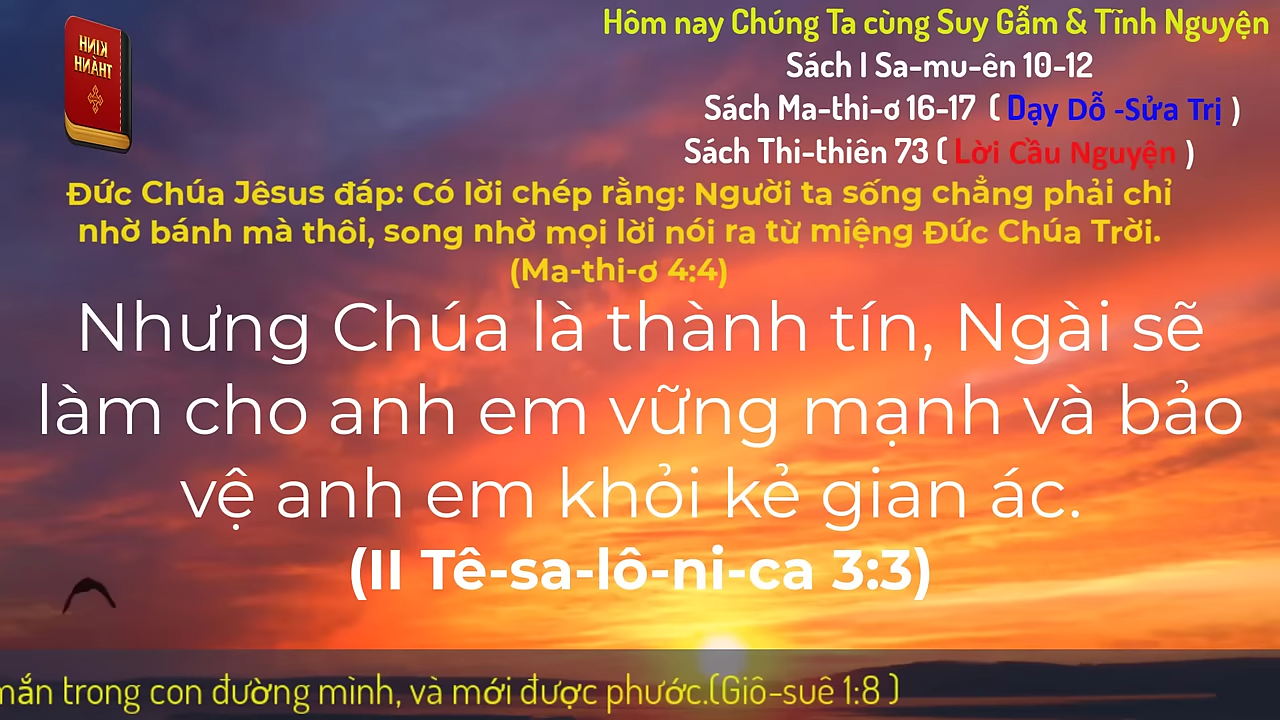 KINH
THÁNH
Hôm nay Chúng Ta cùng Suy Gẫm & Tĩnh Nguyện
Sách I Sa-mu-ên 10-12
Sách Ma-thi-ơ 16-17 ( Dạy Dỗ -Sửa Trị )
Sách Thi-thiên 73 ( Lời Cầu Nguyện )
Đức Chúa Jêsus đáp: Có lời chép rằng: Người ta sống chẳng phải chỉ
nhờ bánh mà thôi, song nhờ mọi lời nói ra từ miệng Đức Chúa Trời.
(Ma-thi-ơ 4:4)
Nhưng Chúa là thành tín, Ngài sẽ
làm cho anh em vững mạnh và bảo
vệ anh em khỏi kẻ gian ác.
(II Tê-sa-lô-ni-ca 3:3)
trong con đường mình, và mới được phước.(Giô-suê 1:8 )